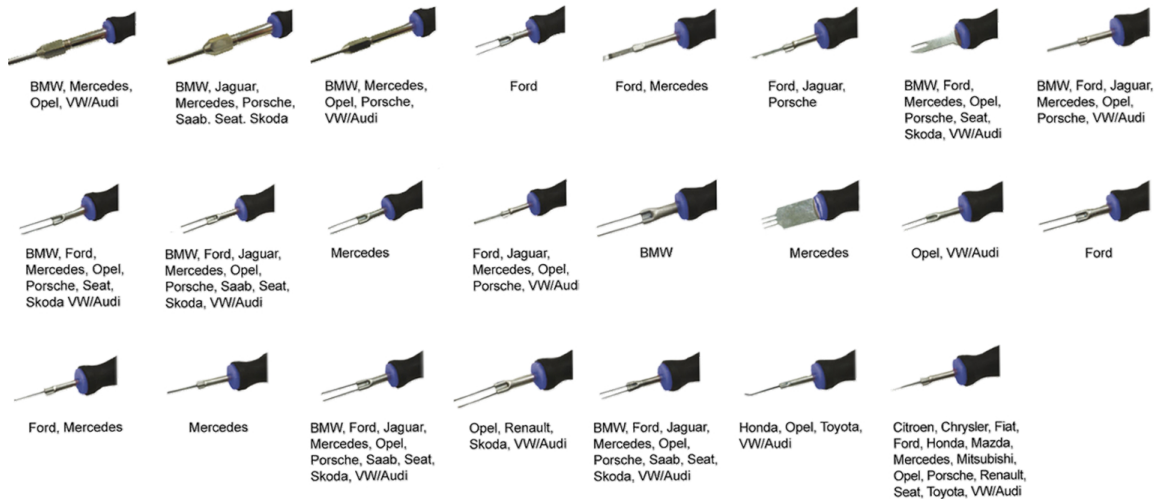 BMW, Mercedes,
Opel, VW/Audi
BMW, Jaguar,
Mercedes, Porsche,
Saab. Seat. Skoda
BMW, Mercedes,
Opel, Porsche,
VW/Audi
Ford
Ford, Mercedes
Ford, Jaguar,
Porsche
BMW, Ford,
Mercedes, Opel,
Porsche, Seat,
Skoda, VW/Audi
BMW, Ford, Jaguar,
Mercedes, Opel,
Porsche, VW/Audi
BMW, Ford,
Mercedes, Opel,
Porsche, Seat,
Skoda VW/Audi
BMW, Ford, Jaguar,
Mercedes, Opel,
Porsche, Saab, Seat,
Skoda, VW/Audi
Mercedes
Ford, Jaguar,
Mercedes, Opel,
Porsche, VW/Audi
BMW
Mercedes
Opel, VW/Audi
Ford
Ford, Mercedes
Mercedes
BMW, Ford, Jaguar,
Mercedes, Opel,
Porsche, Saab, Seat,
Skoda, VW/Audi
Opel, Renault,
Skoda, VW/Audi
BMW, Ford, Jaguar,
Mercedes, Opel,
Porsche, Saab, Seat,
Skoda, VW/Audi
Honda, Opel, Toyota,
VW/Audi
Citroen, Chrysler, Fiat,
Ford, Honda, Mazda,
Mercedes, Mitsubishi,
Opel, Porsche, Renault,
Seat, Toyota, VW/Audi